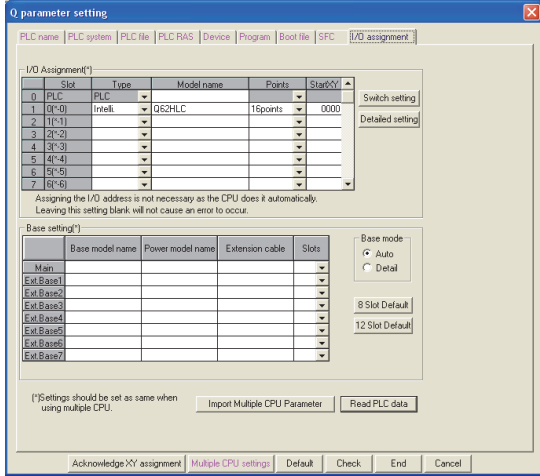 Q parameter setting
PLC name PLC system PLC file PLC RAS Device Program Boot file SFC I/O assignment
I/O Assignment(*)
Slot Type Model name Points StartXY
0 PLC PLC
1 0(*-0) Intelli. Q62HLC 16points 0000
2 1(*-1)
3 2(*-2)
4 3(*-3)
5 4(*-4)
6 5(*-5)
7 6(*-6)
Switch setting
Detailed setting
Assigning the I/O address is not necessary as the CPU does it automatically.
Leaving this setting blank will not cause an error to occur.
Base setting(*)
Base model name Power model name Extension cable Slots
Main
Ext.Base1
Ext.Base2
Ext.Base3
Ext.Base4
Ext.Base5
Ext.Base6
Ext.Base7
Base mode
Auto
Detail
8 Slot Default
12 Slot Default
(*)Settings should be set as same when
using multiple CPU.
Import Multiple CPU Parameter Read PLC data
Acknowledge XY assignment Multiple CPU settings Default Check End Cancel